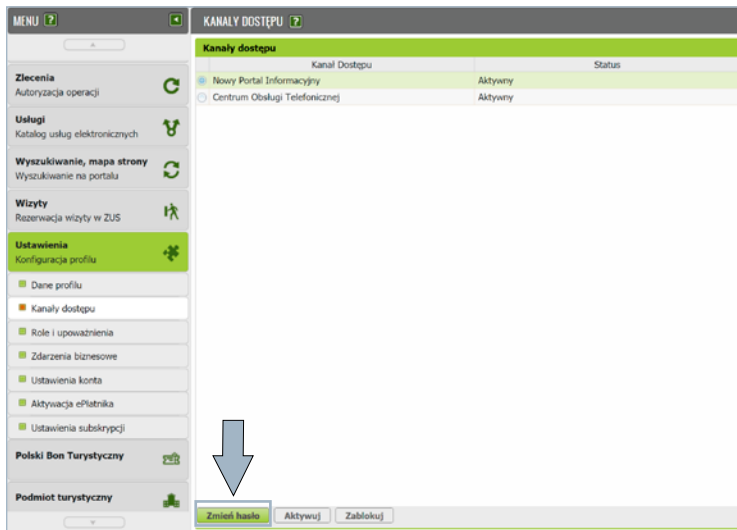 MENU ?
KANAŁY DOSTĘPU ?
Zlecenia
Autoryzacja operacji
Usługi
Katalog usług elektronicznych
Wyszukiwanie, mapa strony
Wyszukiwanie na portalu
Wizyty
Rezerwacja wizyty w ZUS
Ustawienia
Konfiguracja profilu
Dane profilu
Kanały dostępu
Role i upoważnienia
Zdarzenia biznesowe
Ustawienia konta
Aktywacja ePłatnika
Ustawienia subskrypcji
Polski Bon Turystyczny
Podmiot turystyczny
Kanały dostępu
Kanał Dostępu Status
Nowy Portal Informacyjny Aktywny
Centrum Obsługi Telefonicznej Aktywny
Zmień hasło Aktywuj Zablokuj